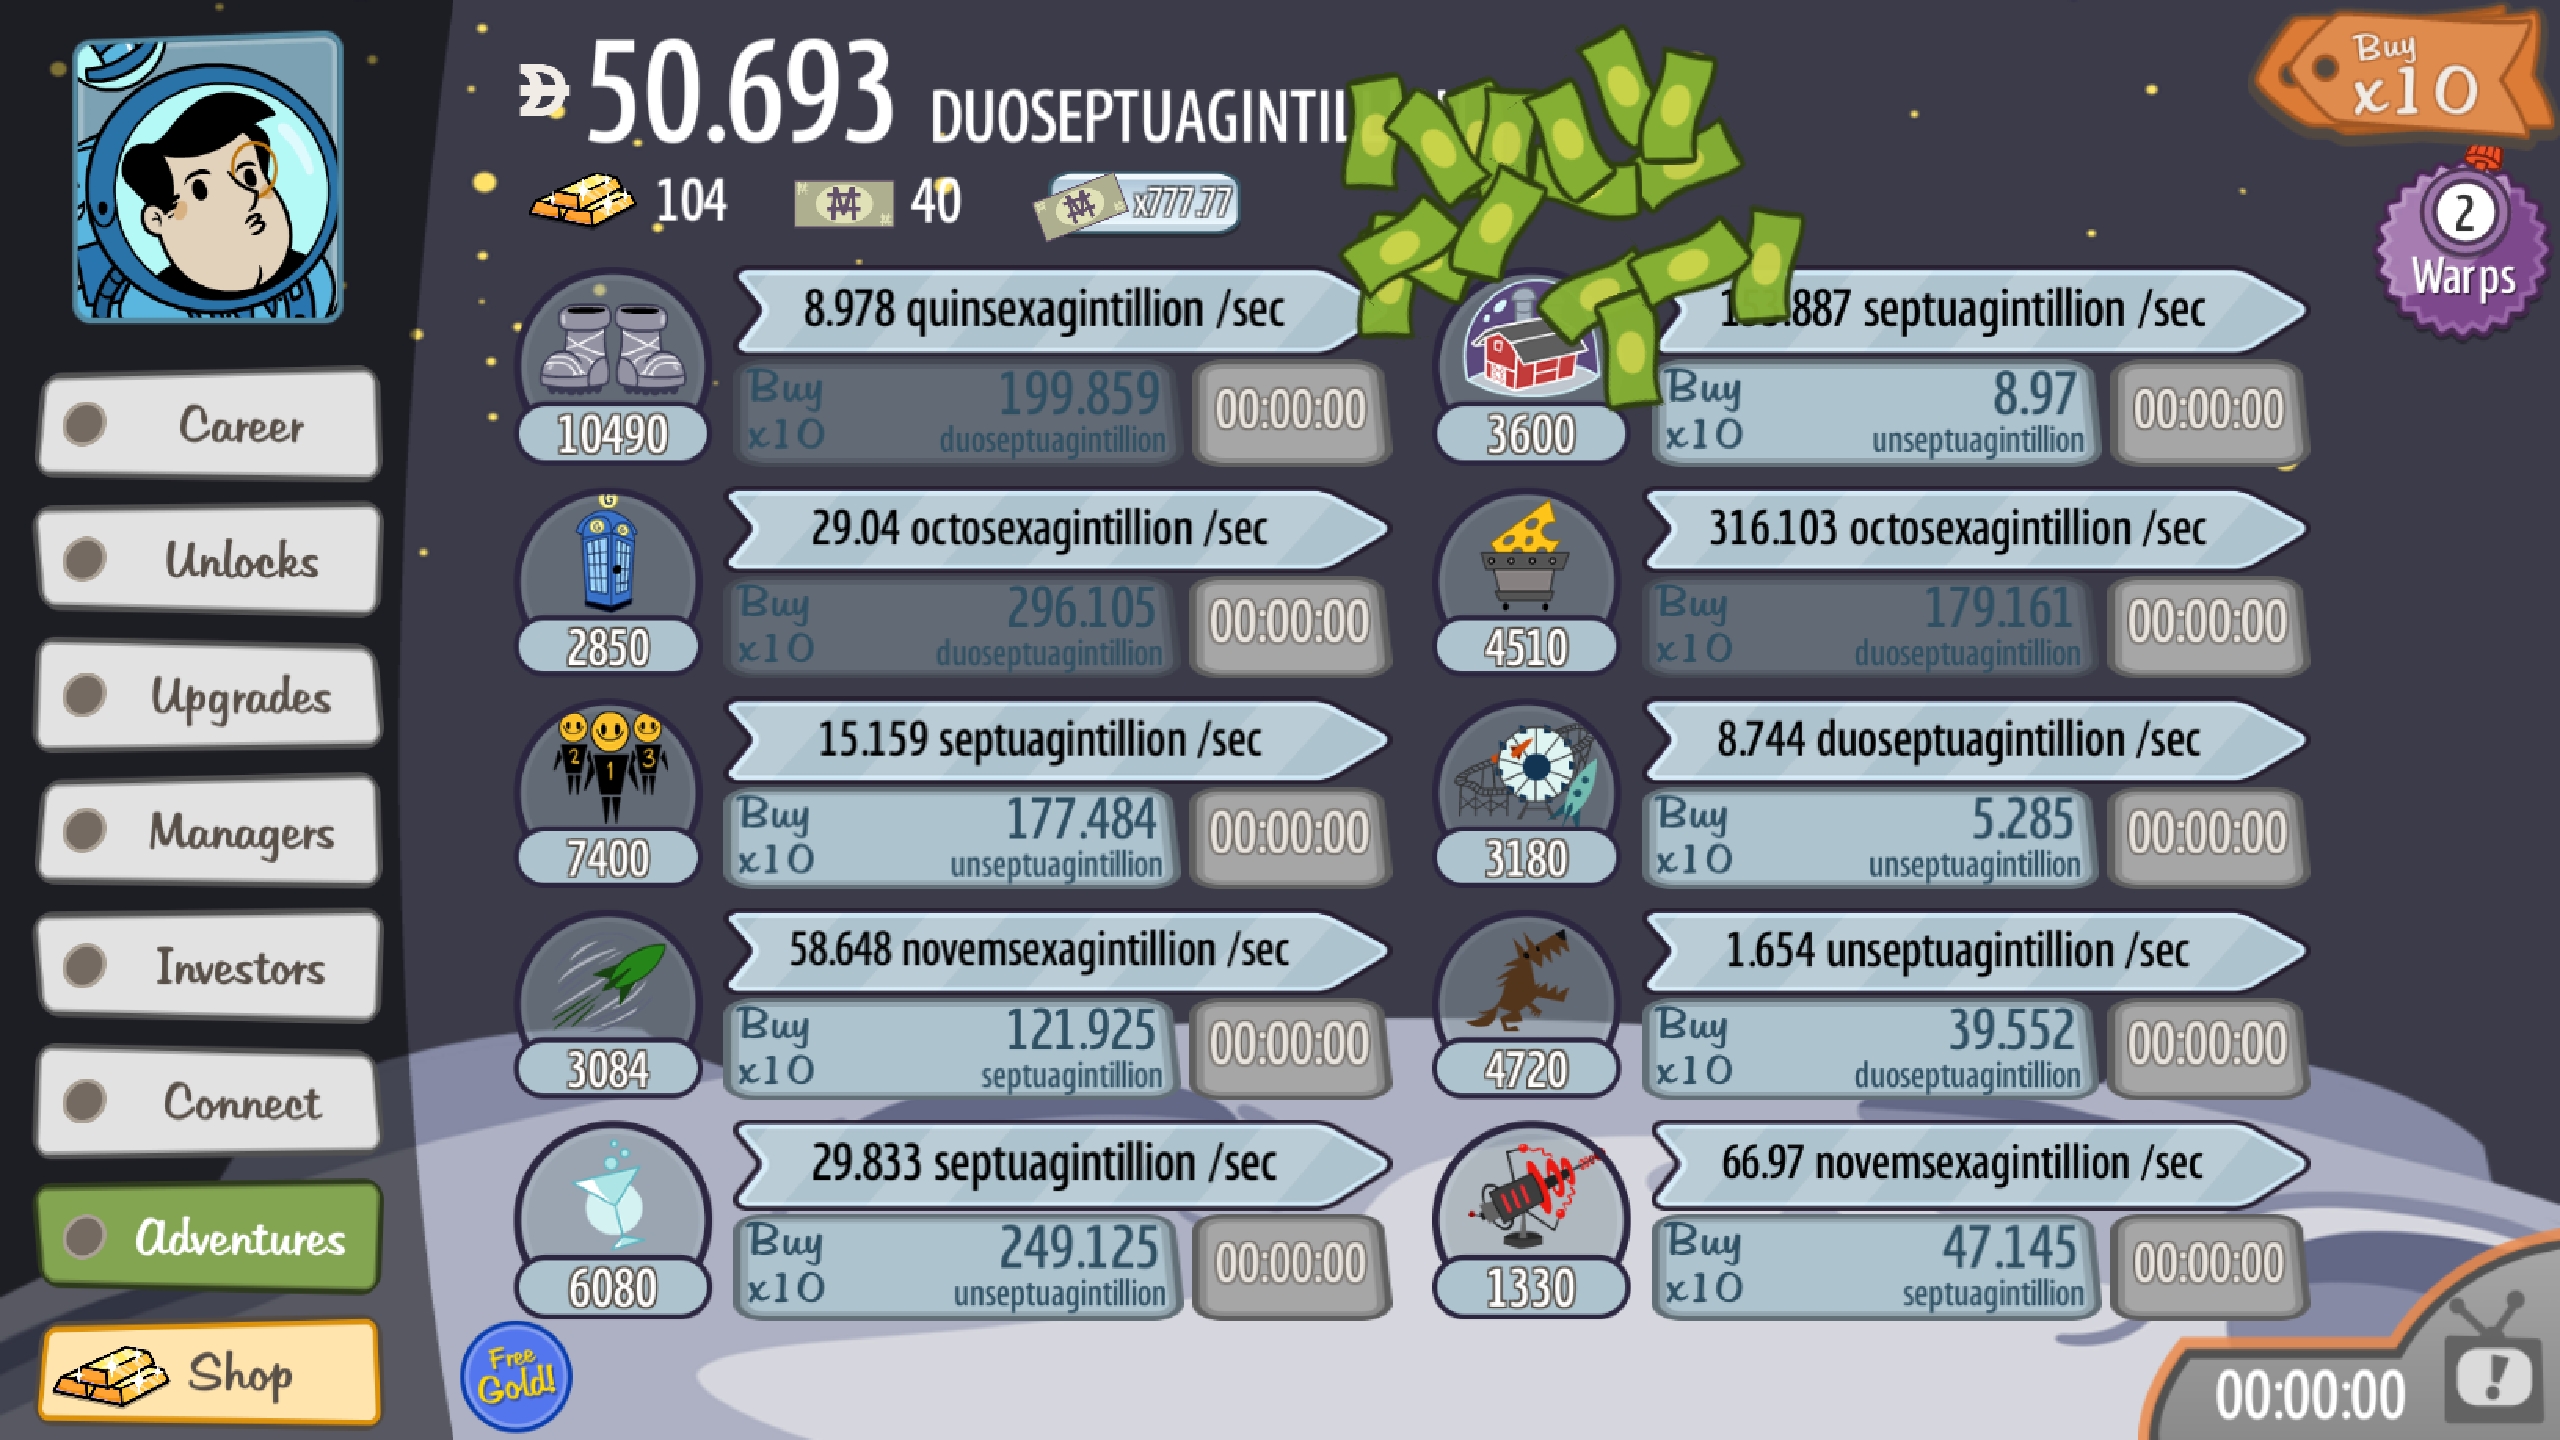 50.693
104 40 x777.77
Buy
x10
2
Warps
Career
Unlocks
Upgrades
Managers
Investors
Connect
Adventures
Shop
8.978 quinsexagintillion /sec
Buy x10 199.859 duoseptuagintillion
00:00:00
10490
septuagintillion /sec
Buy x10 8.97 unseptuagintillion
00:00:00
3600
G
29.04 octosexagintillion /sec
Buy x10 296.105 duoseptuagintillion
00:00:00
2850
316.103 octosexagintillion /sec
Buy x10 179.161 duoseptuagintillion
00:00:00
4510
2 1 3
15.159 septuagintillion /sec
Buy x10 177.484 unseptuagintillion
00:00:00
7400
8.744 duoseptuagintillion /sec
Buy x10 5.285 unseptuagintillion
00:00:00
3180
58.648 novemsexagintillion /sec
Buy x10 121.925 septuagintillion
00:00:00
3084
1.654 unseptuagintillion /sec
Buy x10 39.552 duoseptuagintillion
00:00:00
4720
29.833 septuagintillion /sec
Buy x10 249.125 unseptuagintillion
00:00:00
6080
66.97 novemsexagintillion /sec
Buy x10 47.145 septuagintillion
00:00:00
1330
Free
Gold!
00:00:00
!